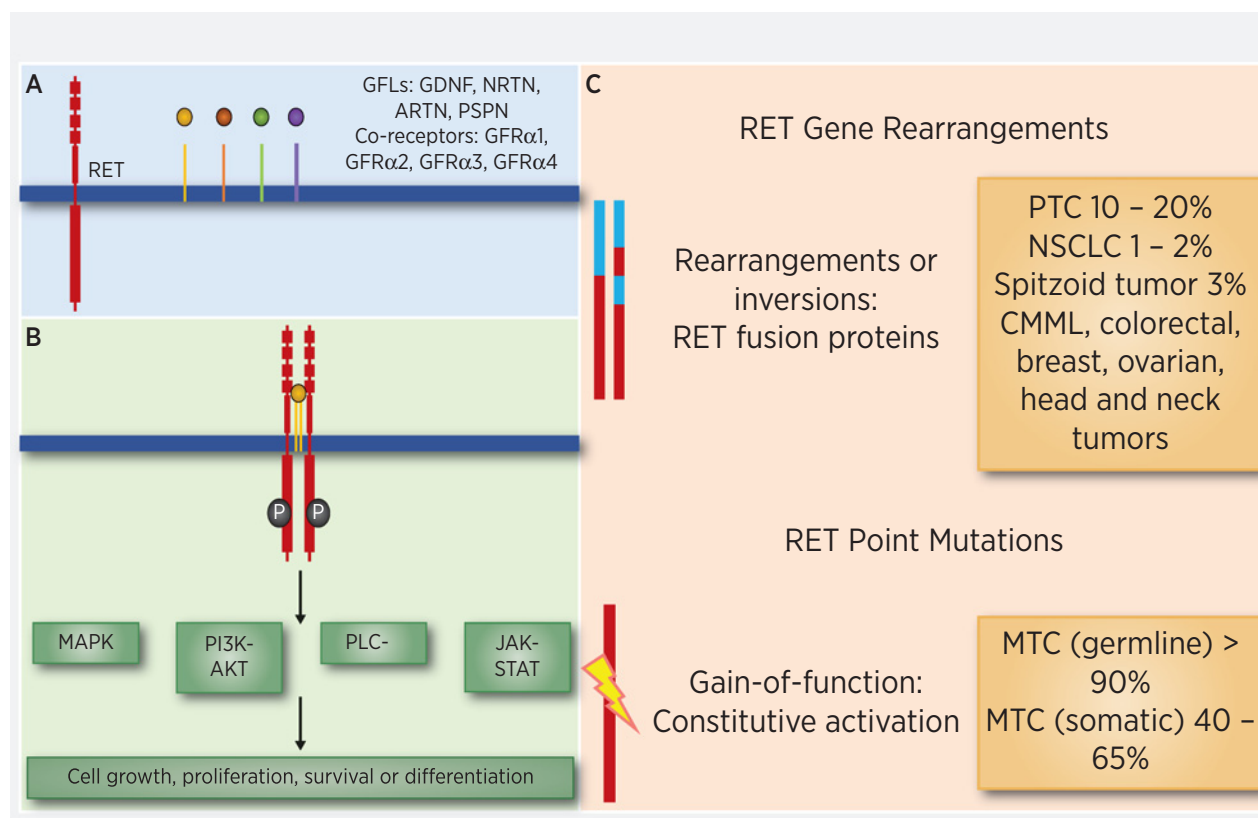 A
GFLs: GDNF, NRTN,
ARTN, PSPN
Co-receptors: GFRα1,
GFRα2, GFRα3, GFRα4
RET
B
P P
MAPK
PI3K-
AKT
PLC-
JAK-
STAT
Cell growth, proliferation, survival or differentiation
C
RET Gene Rearrangements
Rearrangements or
inversions:
RET fusion proteins
PTC 10 – 20%
NSCLC 1 – 2%
Spitzoid tumor 3%
CMML, colorectal,
breast, ovarian,
head and neck
tumors
RET Point Mutations
Gain-of-function:
Constitutive activation
MTC (germline) >
90%
MTC (somatic) 40 –
65%